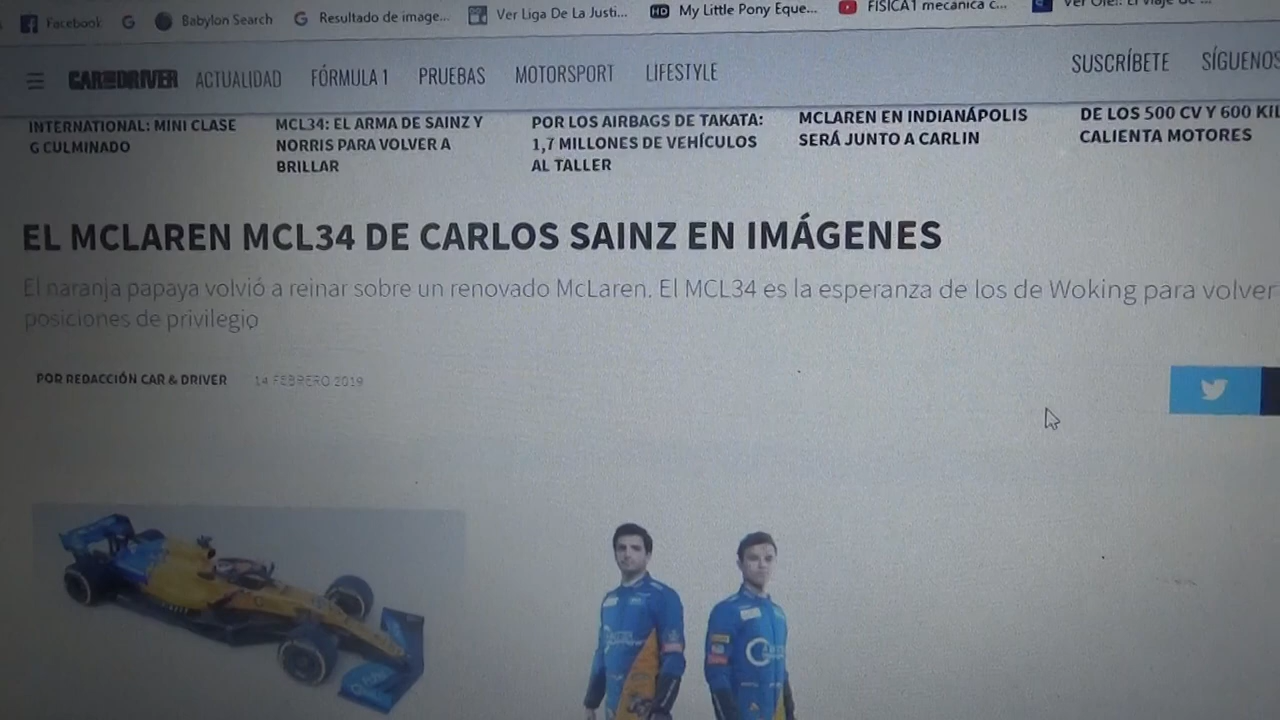 Facebook
Babylon Search
Resultado de image...
Ver Liga De La Justi...
HD My Little Pony Eque...
FISICA1 mecanica c...
CAR AND DRIVER
ACTUALIDAD
FÓRMULA 1
PRUEBAS
MOTORSPORT
LIFESTYLE
SUSCRÍBETE
SÍGUENOS
INTERNATIONAL: MINI CLASE
G CULMINADO
MCL34: EL ARMA DE SAINZ Y
NORRIS PARA VOLVER A
BRILLAR
POR LOS AIRBAGS DE TAKATA:
1,7 MILLONES DE VEHÍCULOS
AL TALLER
MCLAREN EN INDIANÁPOLIS
SERÁ JUNTO A CARLIN
DE LOS 500 CV Y 600 KIL
CALIENTA MOTORES
EL MCLAREN MCL34 DE CARLOS SAINZ EN IMÁGENES
El naranja papaya volvió a reinar sobre un renovado McLaren. El MCL34 es la esperanza de los de Woking para volver
posiciones de privilegio
POR REDACCIÓN CAR & DRIVER
14 FEBRERO 2019